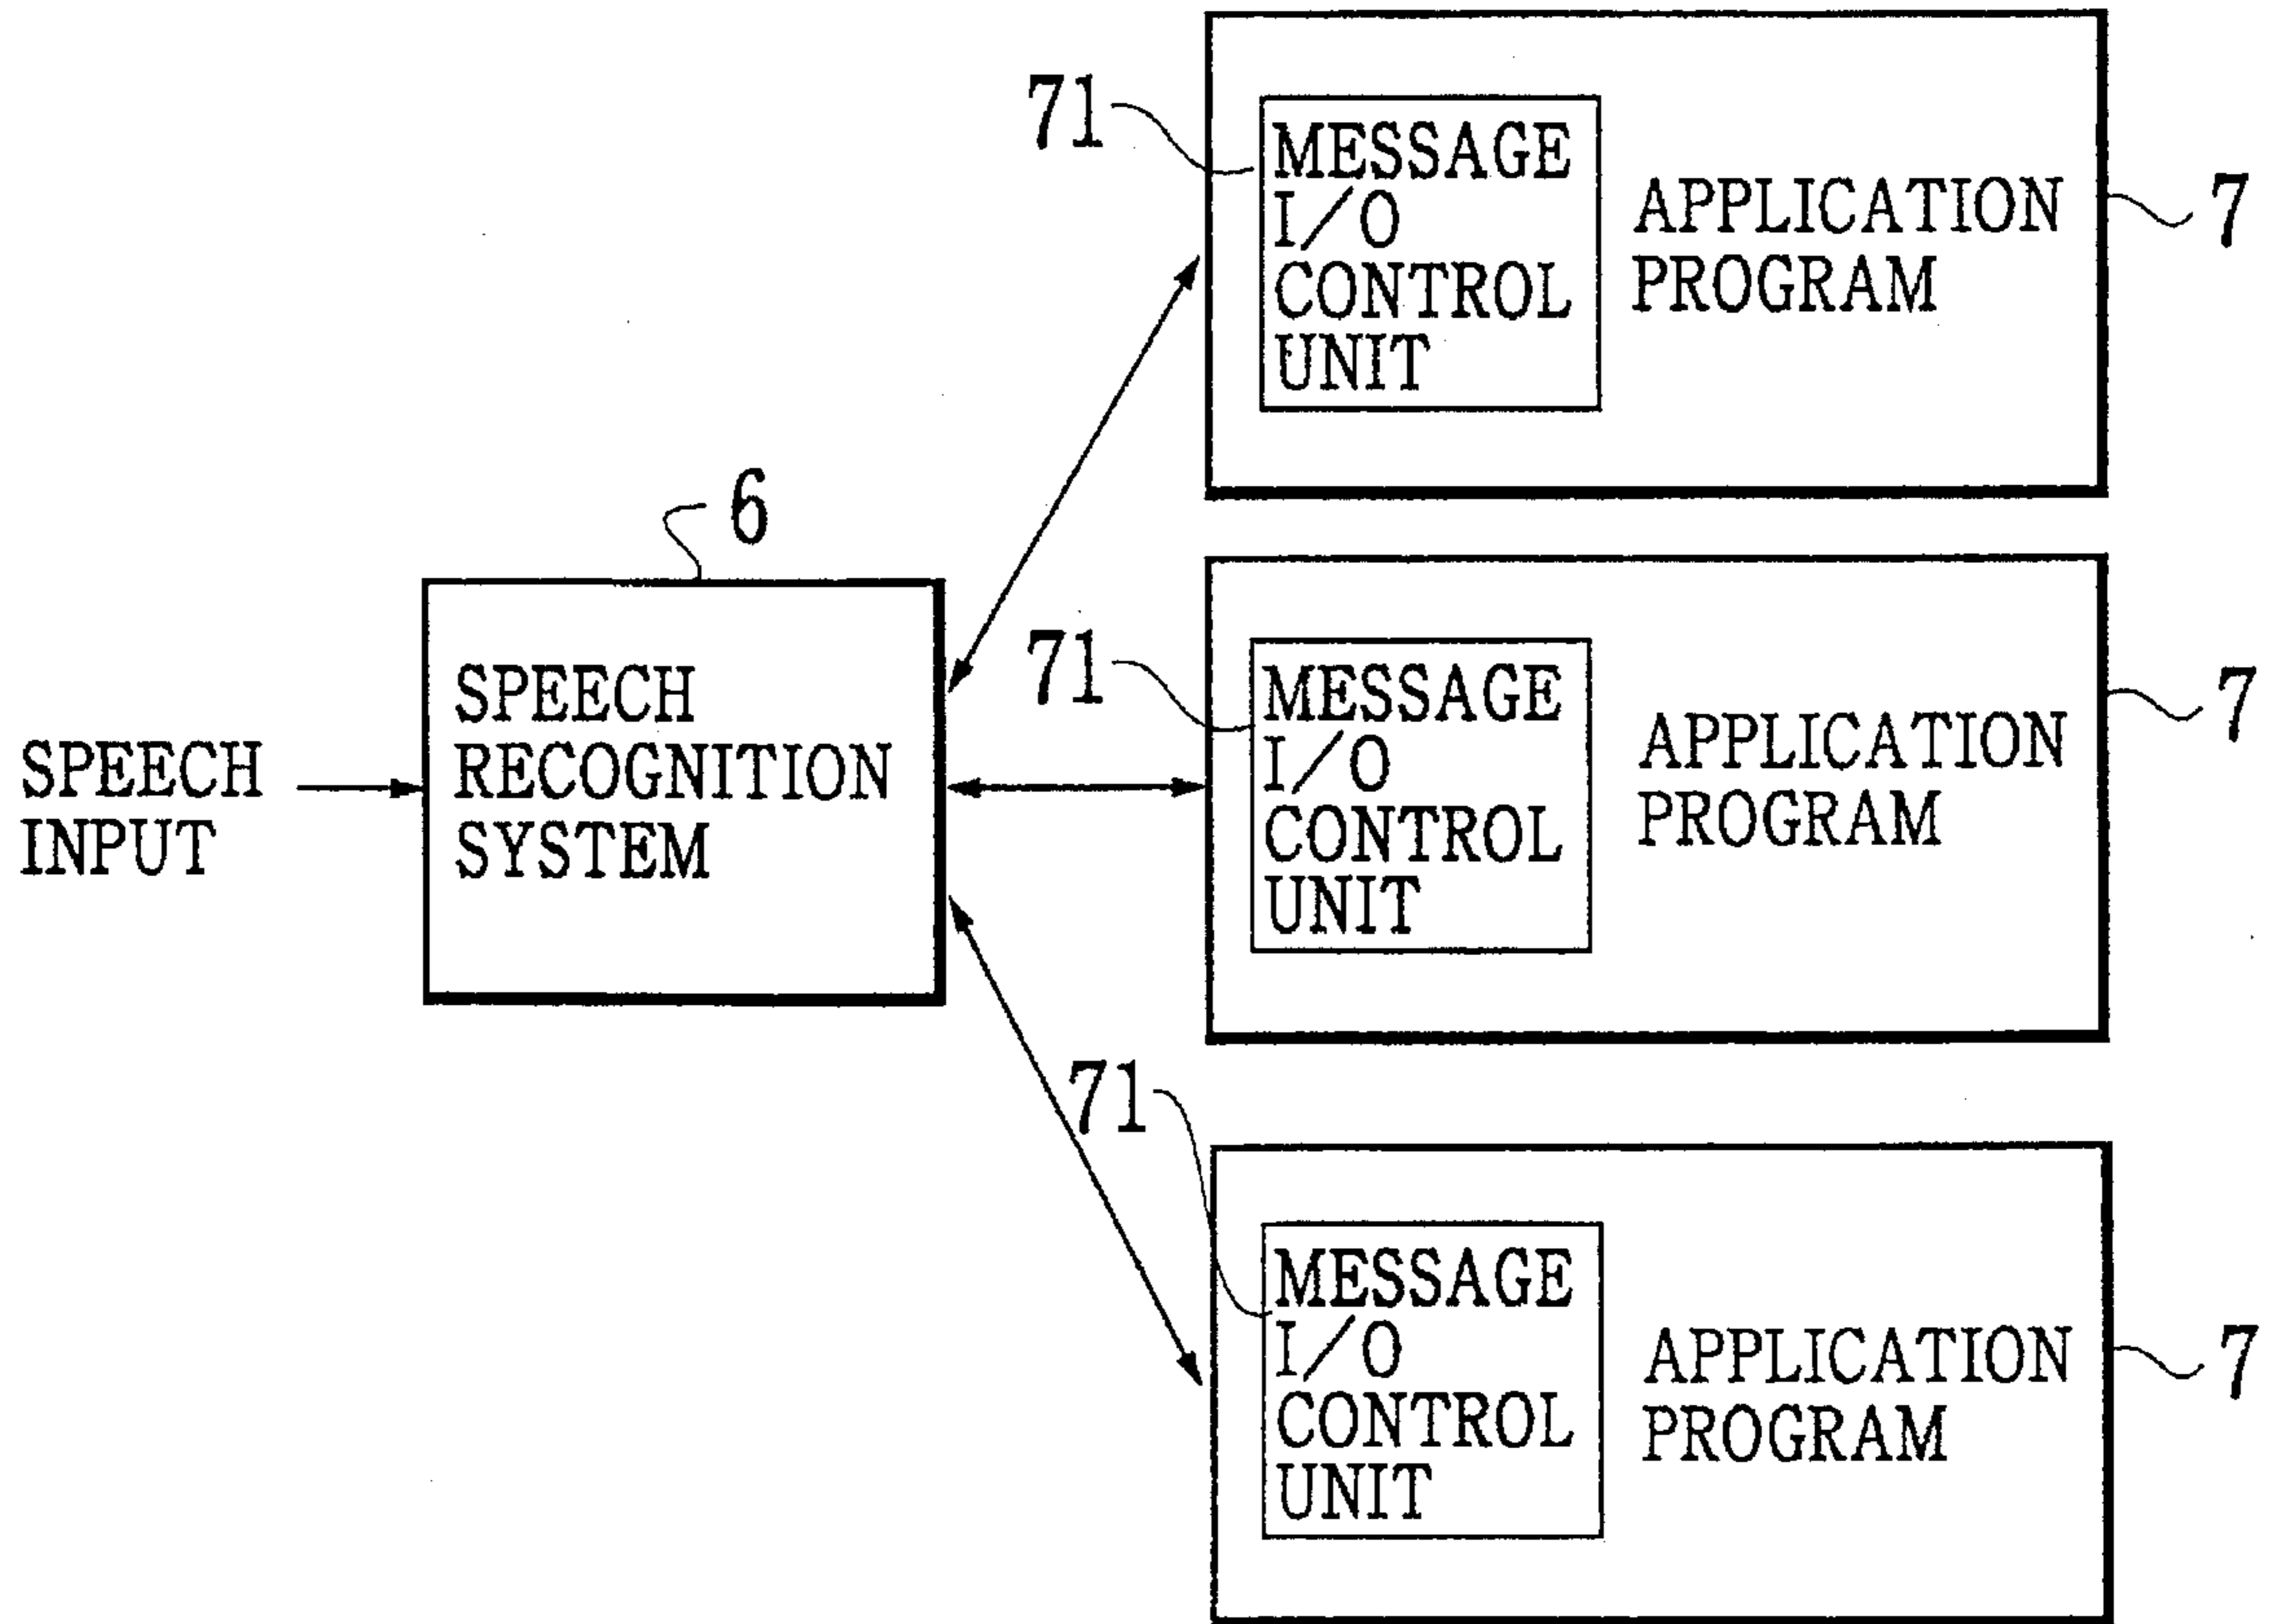 71
MESSAGE
I/O
CONTROL
UNIT
APPLICATION
PROGRAM
7
6
SPEECH
RECOGNITION
SYSTEM
SPEECH
INPUT
71
MESSAGE
I/O
CONTROL
UNIT
APPLICATION
PROGRAM
7
71
MESSAGE
I/O
CONTROL
UNIT
APPLICATION
PROGRAM
7